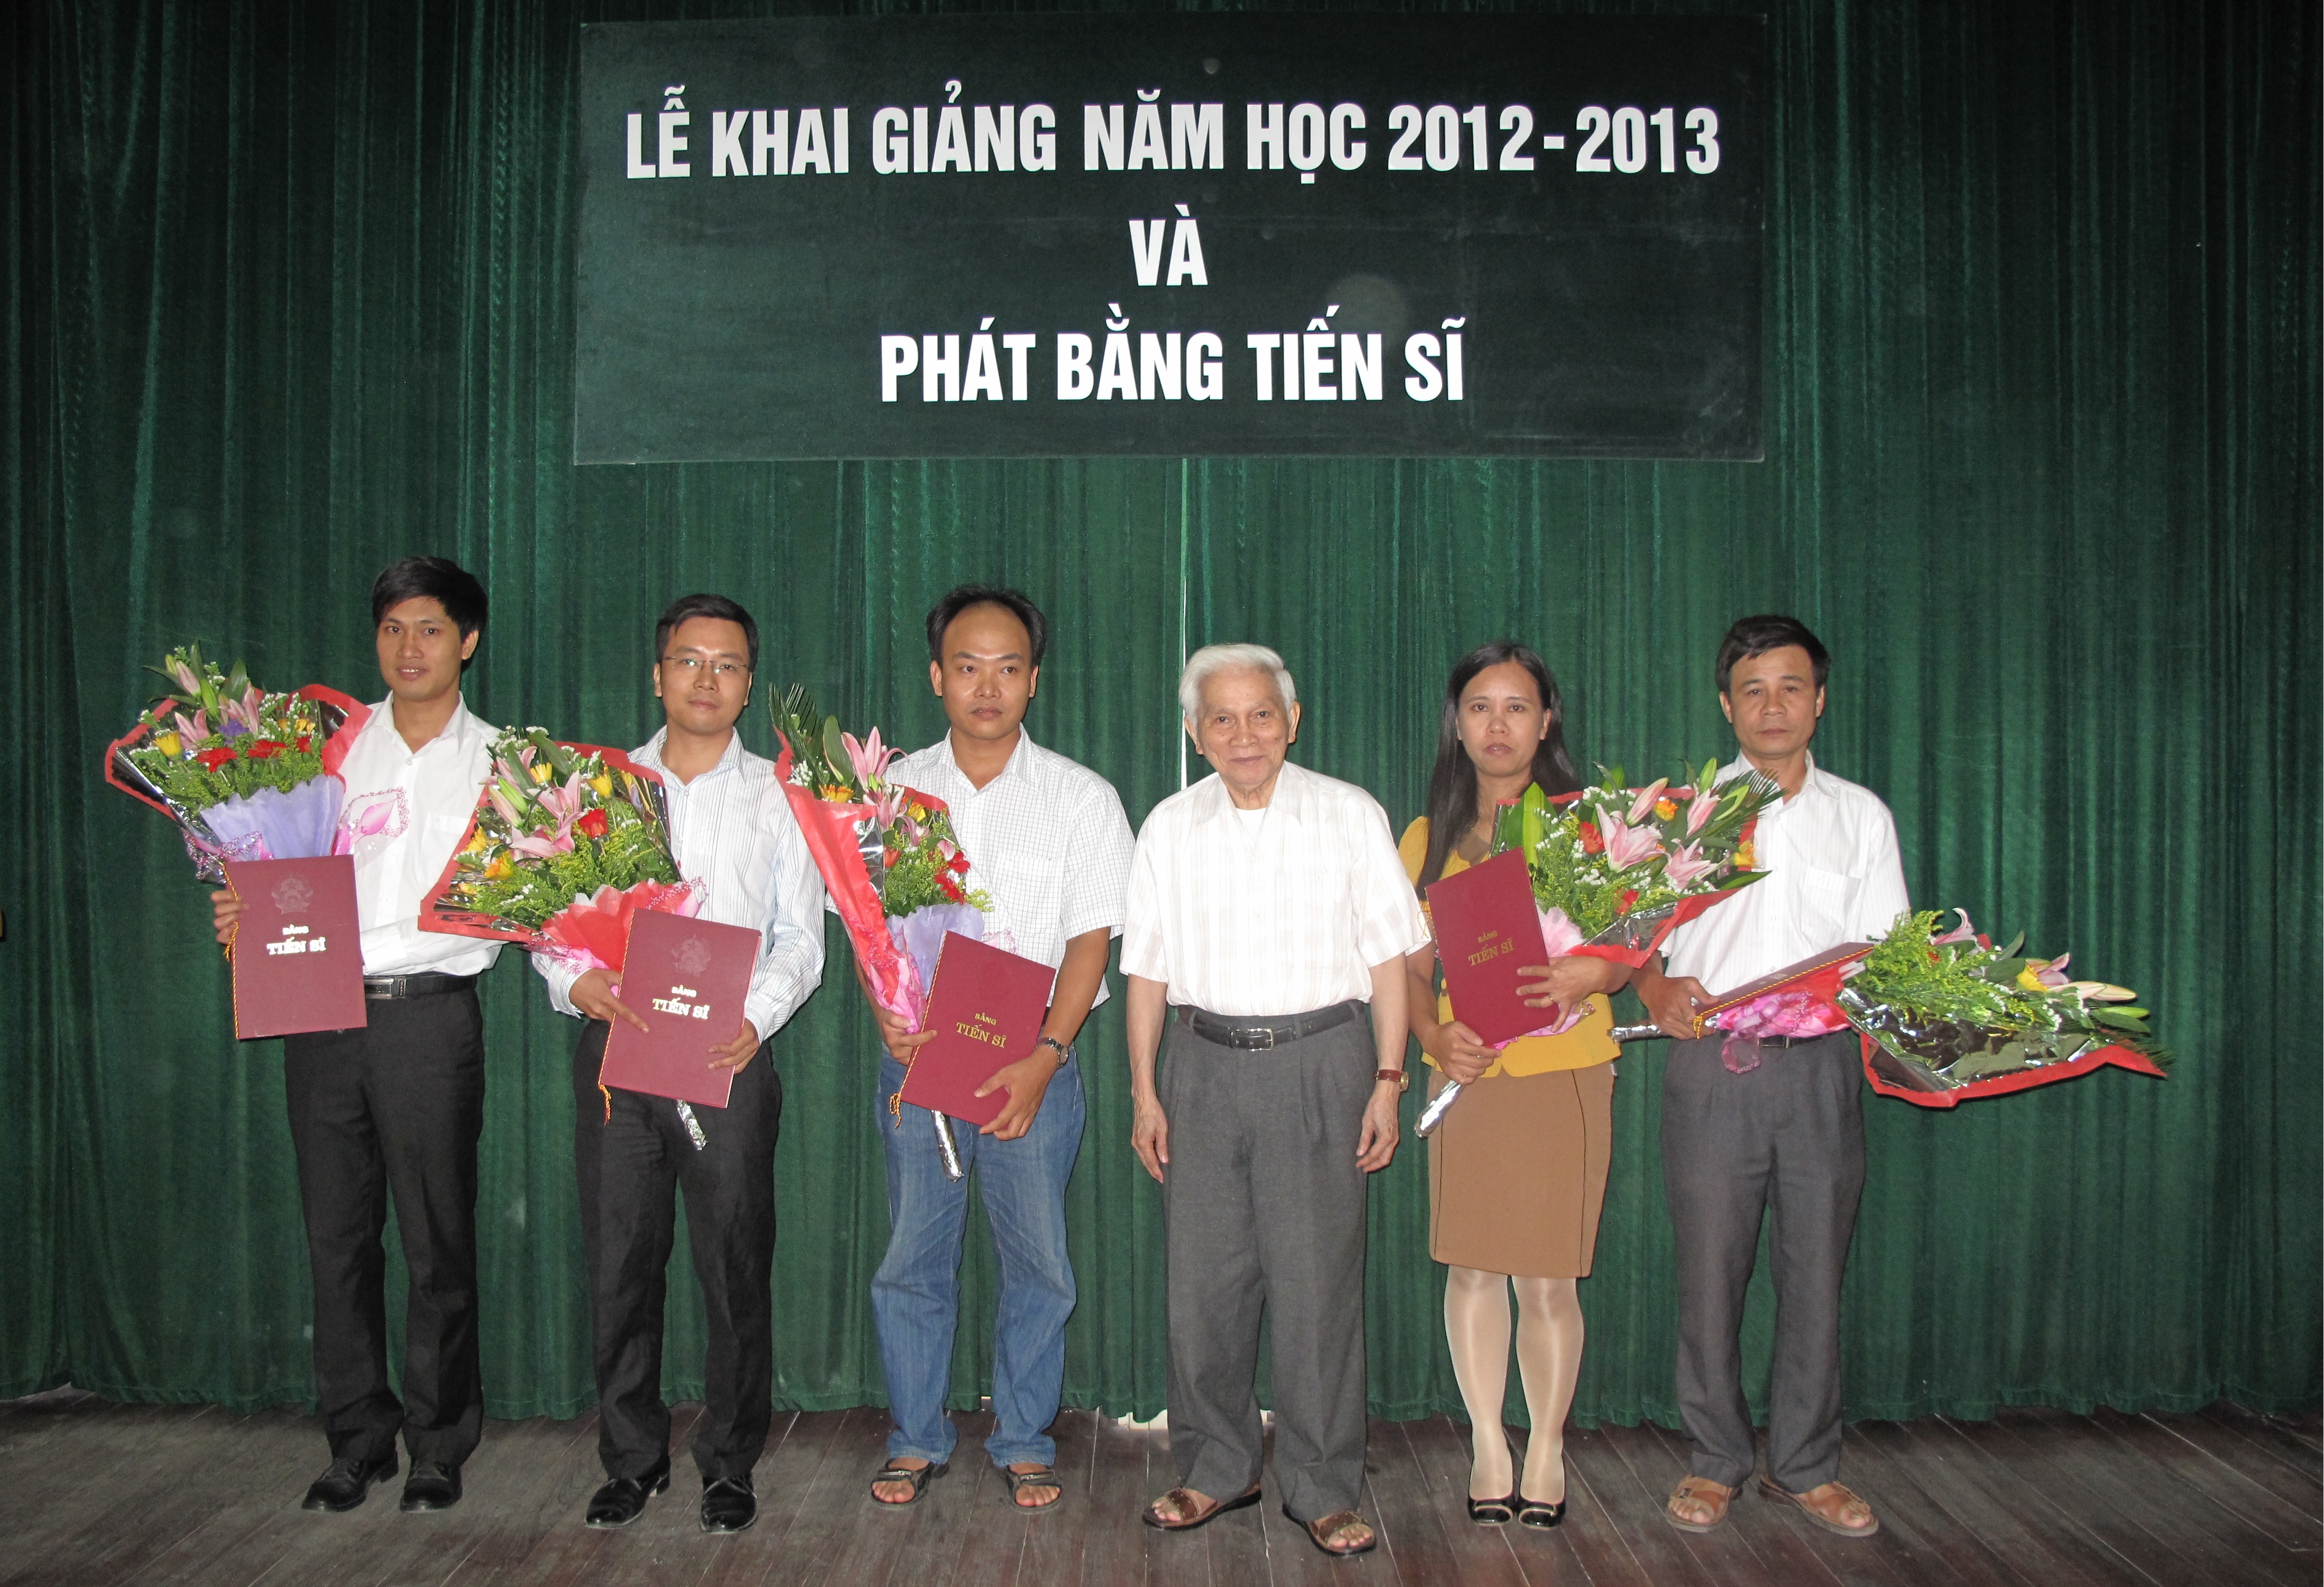 LỄ KHAI GIẢNG NĂM HỌC 2012-2013
VÀ
PHÁT BẰNG TIẾN SĨ
BẰNG
TIẾN SĨ
BẰNG
TIẾN SĨ
BẰNG
TIẾN SĨ
BẰNG
TIẾN SĨ